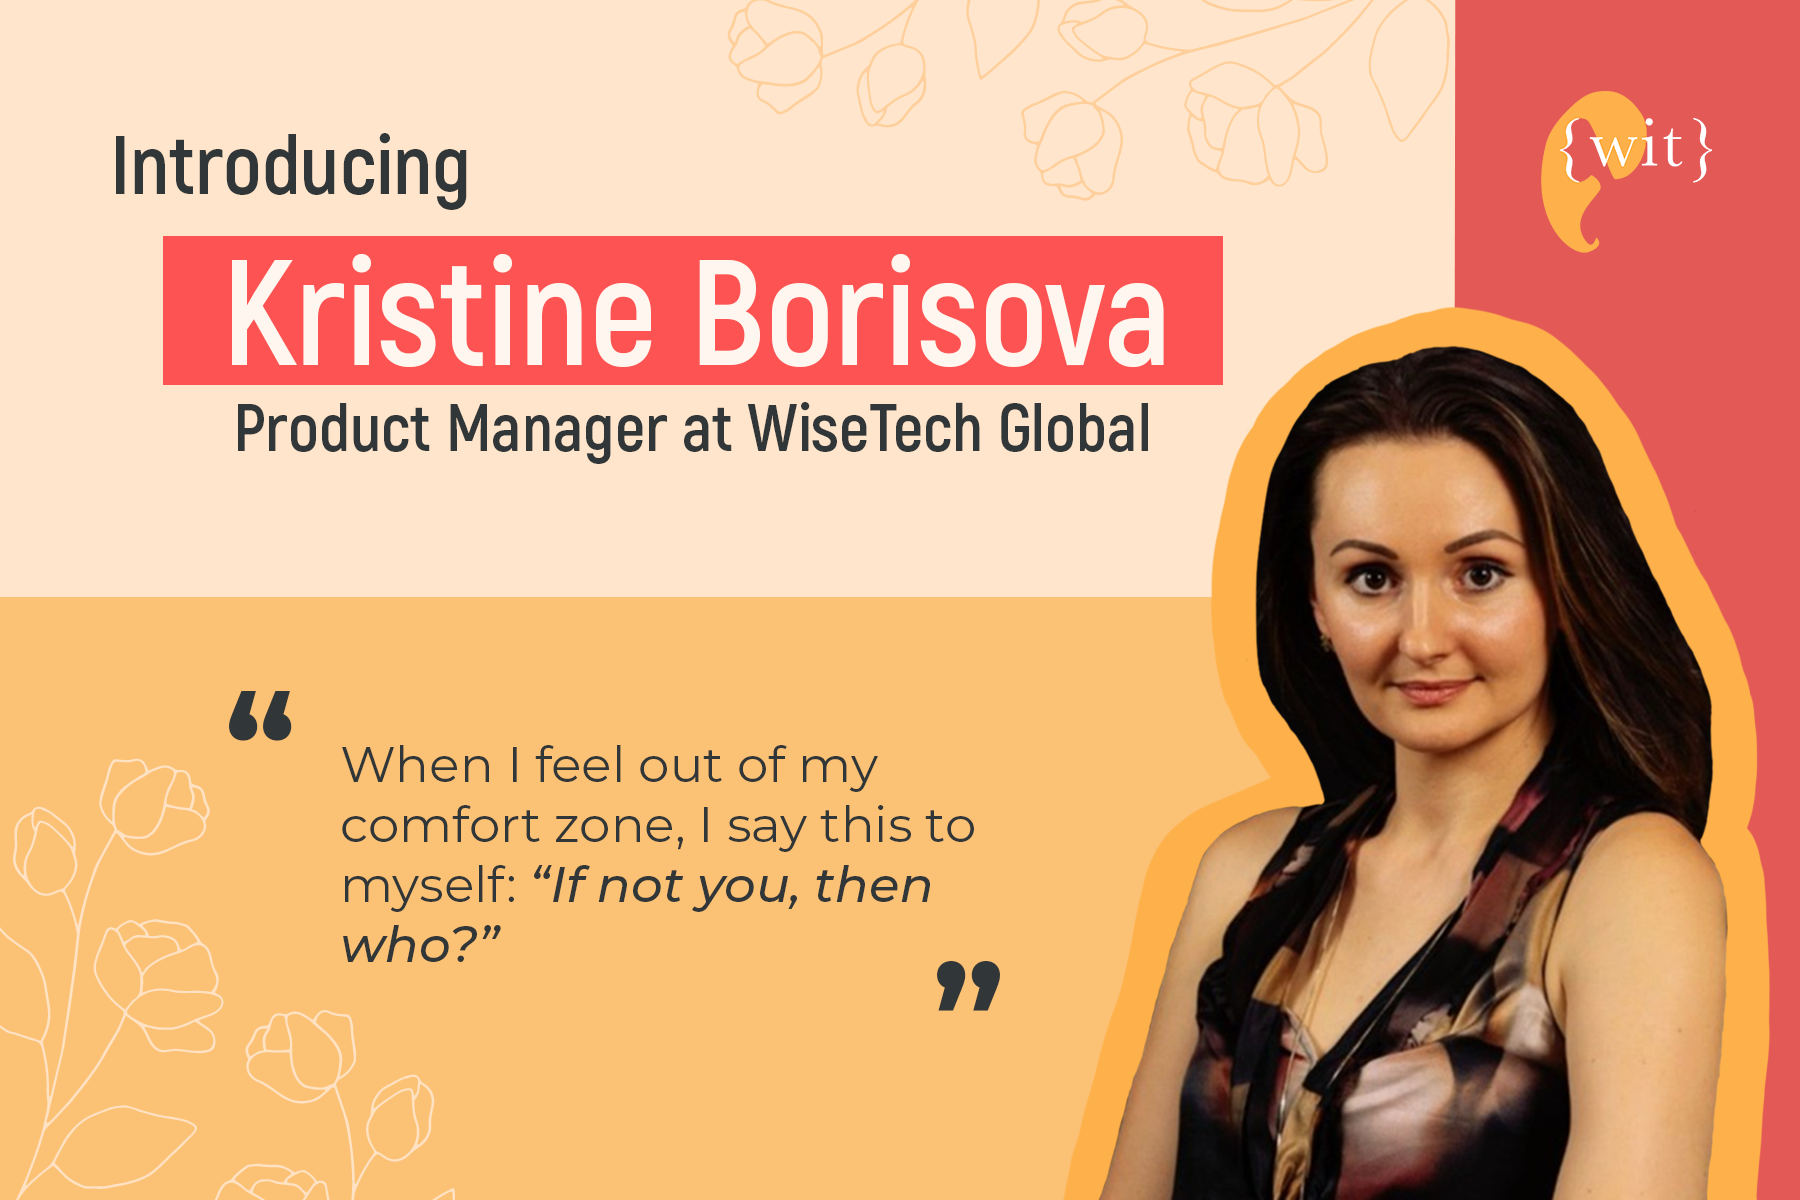 Introducing
{wit}
Kristine Borisova
Product Manager at WiseTech Global
“
When I feel out of my
comfort zone, I say this to
myself: “If not you, then
who?”
”